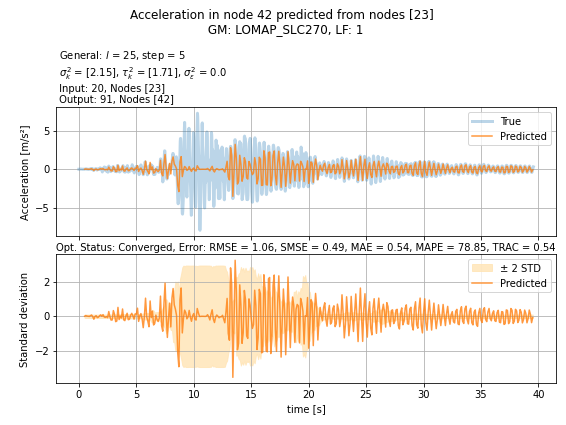 Acceleration in node 42 predicted from nodes [23]
GM: LOMAP_SLC270, LF: 1
General: l = 25, step = 5
σ²ₖ = [2.15], τ²ₖ = [1.71], σ²ε = 0.0
Input: 20, Nodes [23]
Output: 91, Nodes [42]
Acceleration [m/s²]
5
0
−5
True
Predicted
Opt. Status: Converged, Error: RMSE = 1.06, SMSE = 0.49, MAE = 0.54, MAPE = 78.85, TRAC = 0.54
Standard deviation
2
0
−2
± 2 STD
Predicted
0 5 10 15 20 25 30 35 40
time [s]